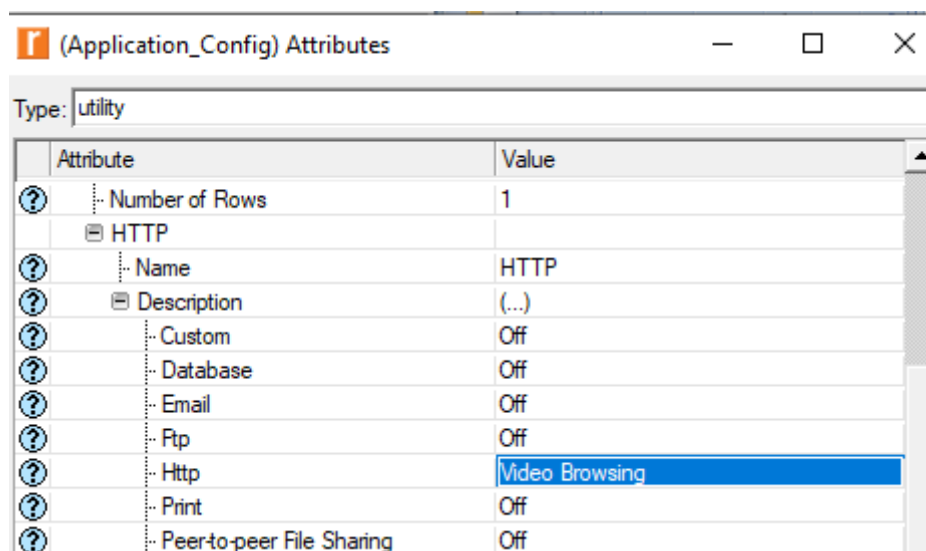 r (Application_Config) Attributes
Type: utility
Attribute Value
? Number of Rows 1
HTTP
? Name HTTP
? Description (...)
? Custom Off
? Database Off
? Email Off
? Ftp Off
? Http Video Browsing
? Print Off
? Peer-to-peer File Sharing Off